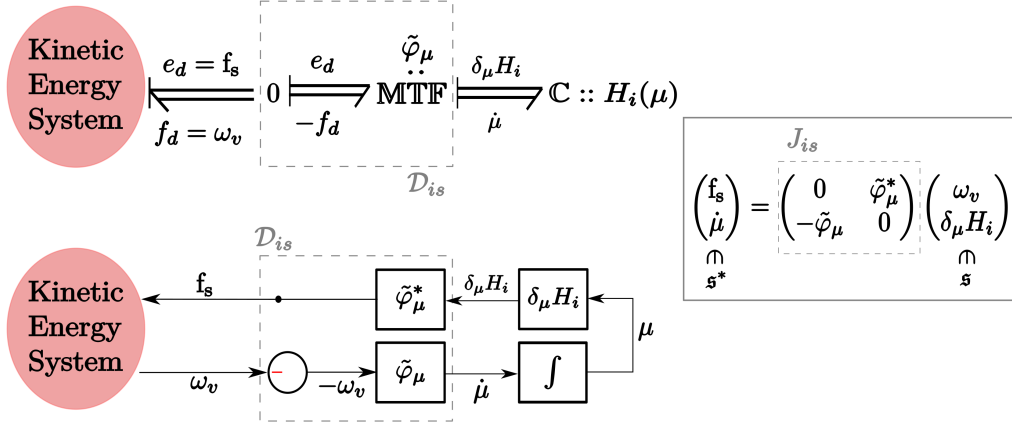 Kinetic
Energy
System
e_d = f_s
f_d = ω_v
0
e_d
-f_d
φ̃_μ
..
𝕄𝕋𝔽
δ_μH_i
μ̇
ℂ :: H_i(μ)
𝒟_is
J_is
(f_s μ̇) = (0 φ̃*_μ -φ̃_μ 0) (ω_v δ_μH_i)
⋒ ⋒
𝔰* 𝔰
𝒟_is
Kinetic
Energy
System
f_s
φ̃*_μ
δ_μH_i
δ_μH_i
μ
ω_v
-
-ω_v
φ̃_μ
μ̇
∫